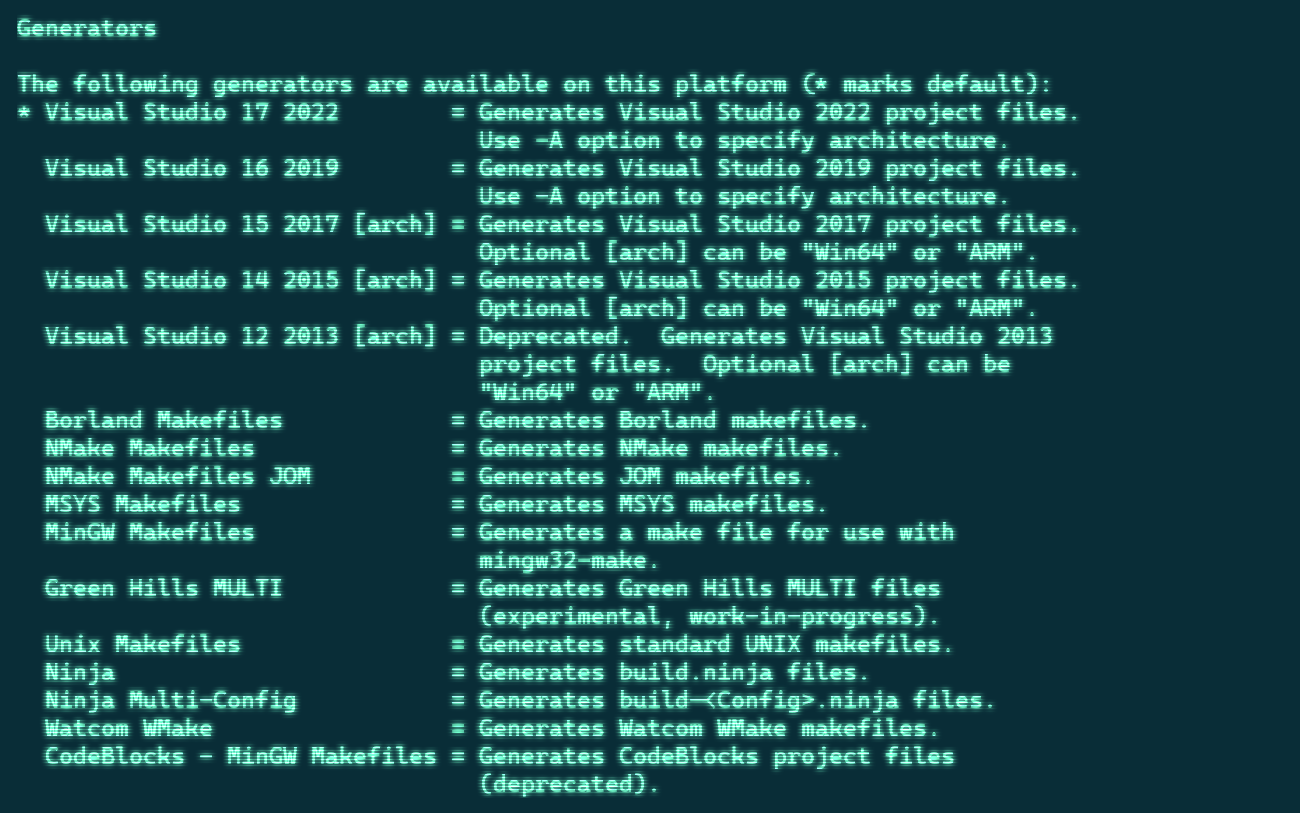 Generators

The following generators are available on this platform (* marks default):
* Visual Studio 17 2022        = Generates Visual Studio 2022 project files.
                                 Use -A option to specify architecture.
  Visual Studio 16 2019        = Generates Visual Studio 2019 project files.
                                 Use -A option to specify architecture.
  Visual Studio 15 2017 [arch] = Generates Visual Studio 2017 project files.
                                 Optional [arch] can be "Win64" or "ARM".
  Visual Studio 14 2015 [arch] = Generates Visual Studio 2015 project files.
                                 Optional [arch] can be "Win64" or "ARM".
  Visual Studio 12 2013 [arch] = Deprecated.  Generates Visual Studio 2013
                                 project files.  Optional [arch] can be
                                 "Win64" or "ARM".
  Borland Makefiles            = Generates Borland makefiles.
  NMake Makefiles              = Generates NMake makefiles.
  NMake Makefiles JOM          = Generates JOM makefiles.
  MSYS Makefiles               = Generates MSYS makefiles.
  MinGW Makefiles              = Generates a make file for use with
                                 mingw32-make.
  Green Hills MULTI            = Generates Green Hills MULTI files
                                 (experimental, work-in-progress).
  Unix Makefiles               = Generates standard UNIX makefiles.
  Ninja                        = Generates build.ninja files.
  Ninja Multi-Config           = Generates build-<Config>.ninja files.
  Watcom WMake                 = Generates Watcom WMake makefiles.
  CodeBlocks - MinGW Makefiles = Generates CodeBlocks project files
                                 (deprecated).